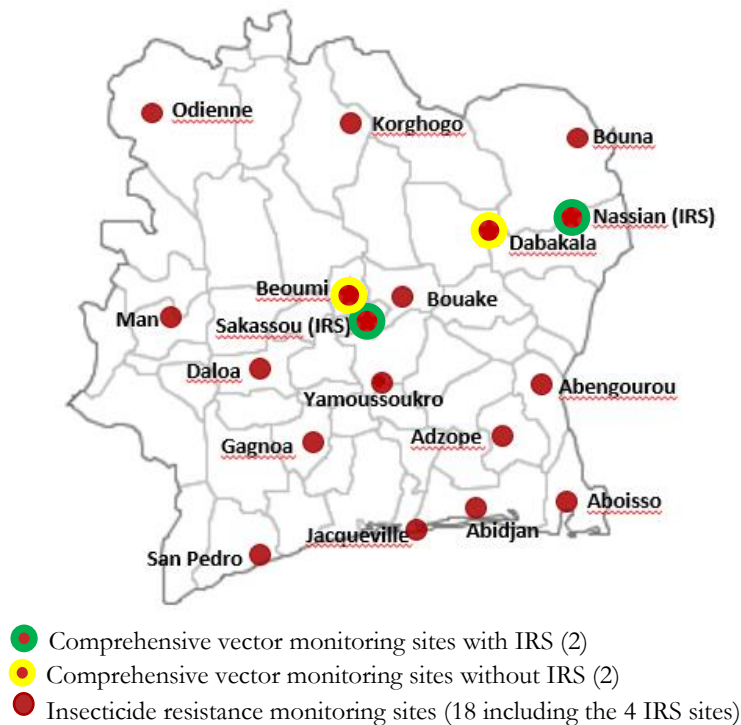 Odienne
Korghogo
Bouna
Nassian (IRS)
Dabakala
Beoumi
Bouake
Man
Sakassou (IRS)
Daloa
Yamoussoukro
Abengourou
Gagnoa
Adzope
Aboisso
Jacqueville
Abidjan
San Pedro
Comprehensive vector monitoring sites with IRS (2)
Comprehensive vector monitoring sites without IRS (2)
Insecticide resistance monitoring sites (18 including the 4 IRS sites)